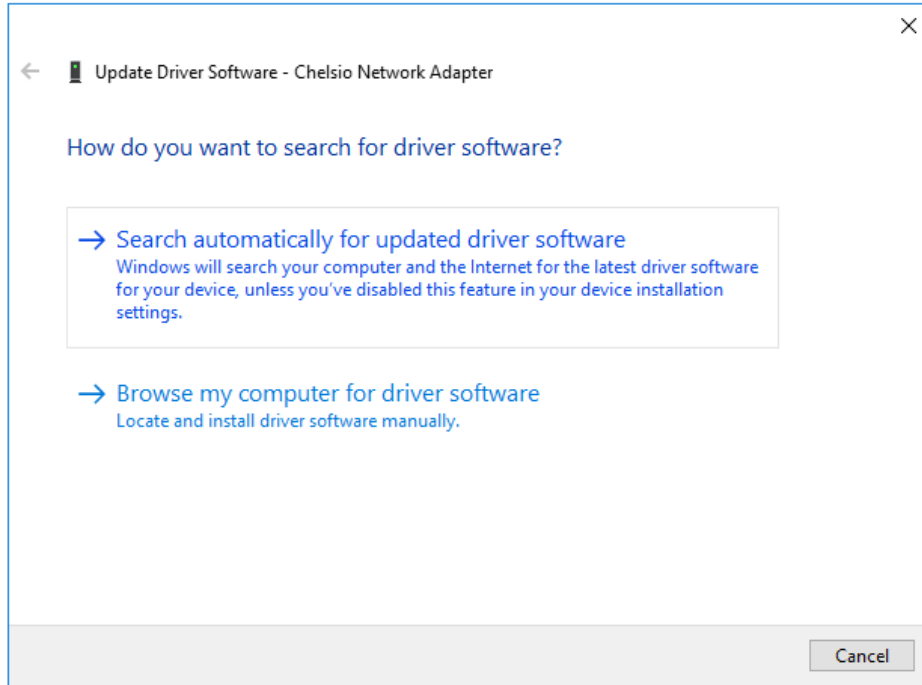 Update Driver Software - Chelsio Network Adapter
How do you want to search for driver software?
Search automatically for updated driver software
Windows will search your computer and the Internet for the latest driver software
for your device, unless you've disabled this feature in your device installation
settings.
Browse my computer for driver software
Locate and install driver software manually.
Cancel